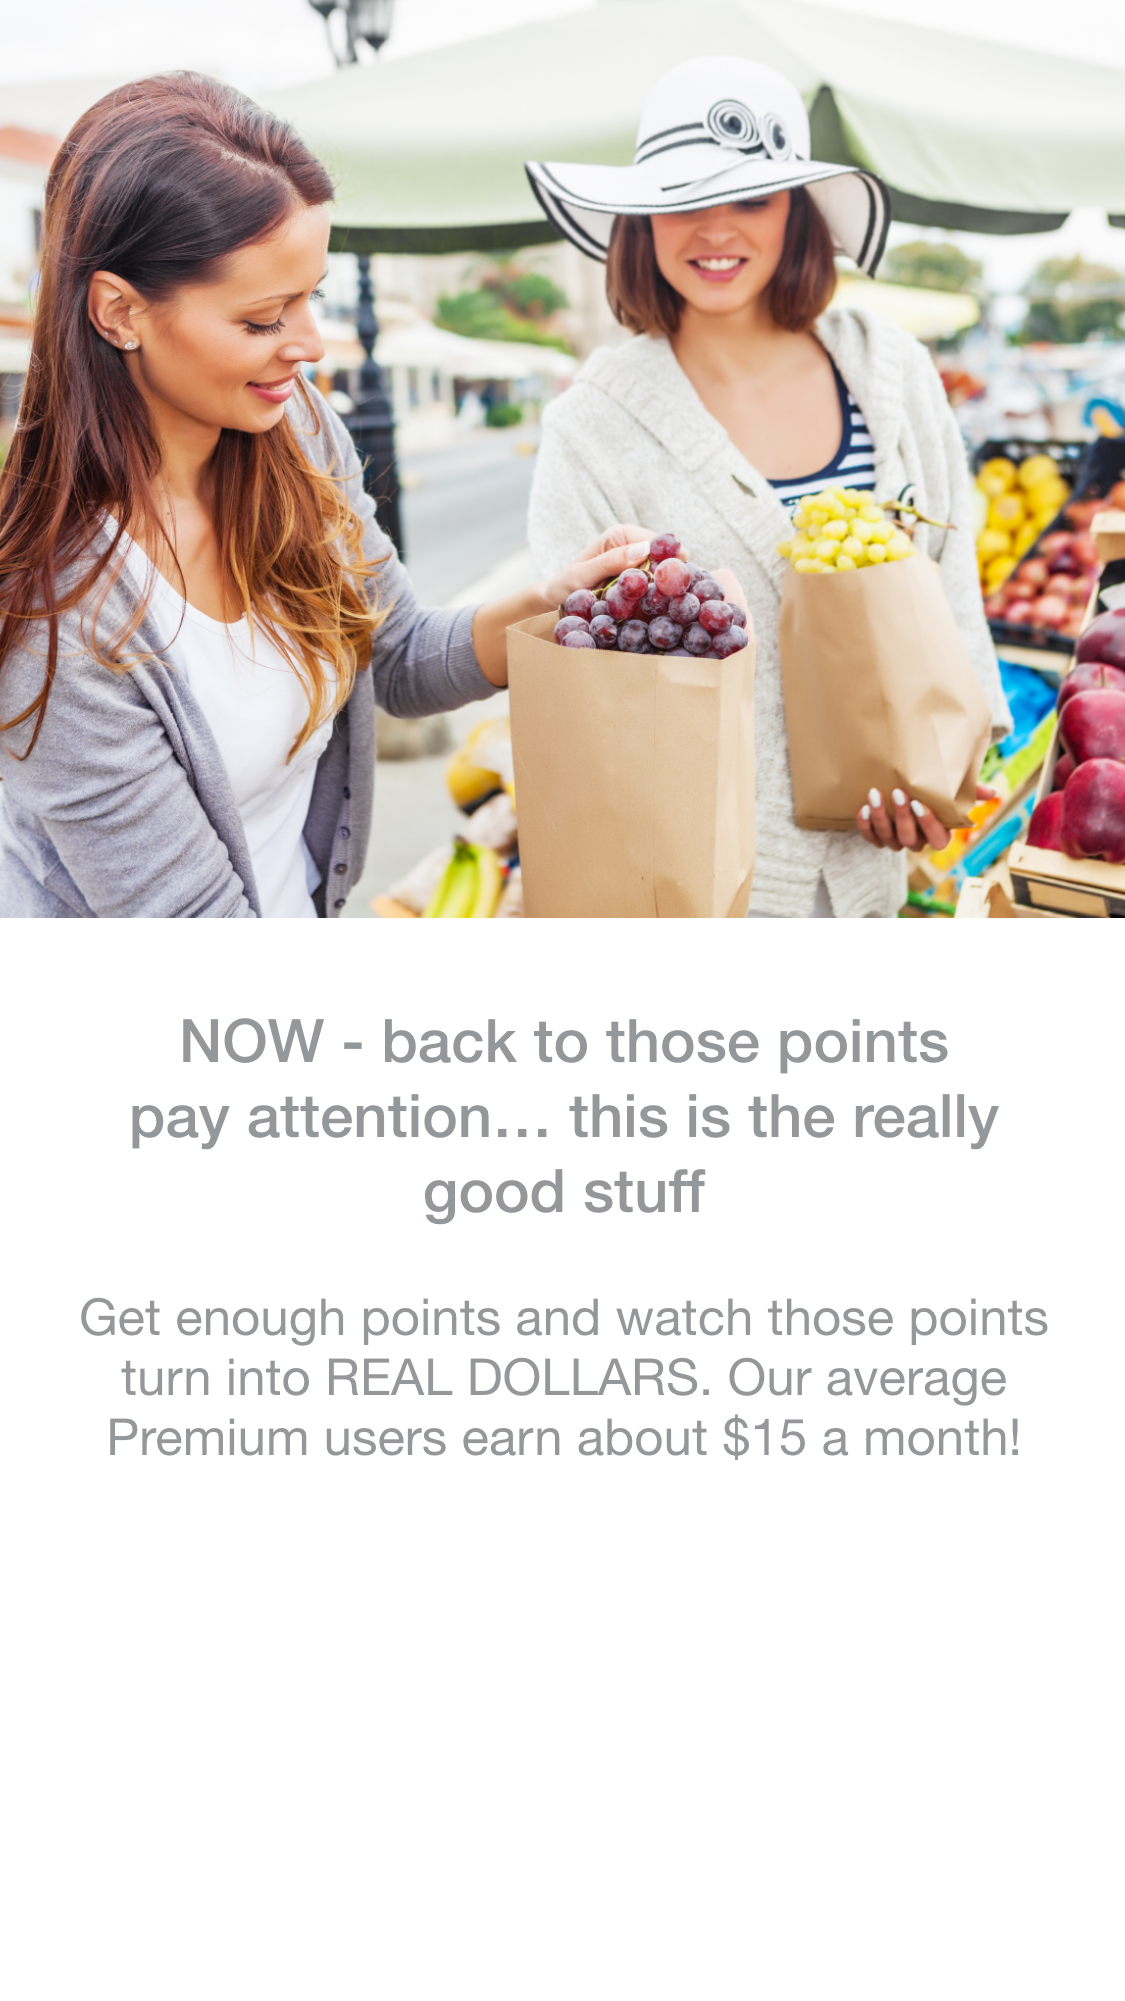 NOW - back to those points
pay attention... this is the really
good stuff
Get enough points and watch those points
turn into REAL DOLLARS. Our average
Premium users earn about $15 a month!